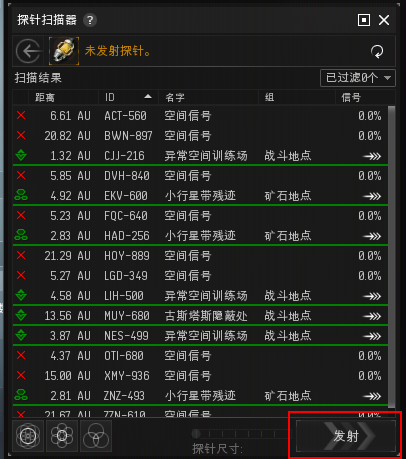 探针扫描器 ?
未发射探针。
扫描结果 已过滤0个
距离 ID 名字 组 信号
6.61 AU ACT-560 空间信号 0.0%
20.82 AU BWN-897 空间信号 0.0%
1.32 AU CJJ-216 异常空间训练场 战斗地点
5.85 AU DVH-840 空间信号 0.0%
4.92 AU EKV-600 小行星带残迹 矿石地点
5.23 AU FQC-640 空间信号 0.0%
2.83 AU HAD-256 小行星带残迹 矿石地点
21.29 AU HOY-889 空间信号 0.0%
5.27 AU LGD-349 空间信号 0.0%
4.58 AU LIH-500 异常空间训练场 战斗地点
13.56 AU MUY-680 古斯塔斯隐蔽处 战斗地点
3.87 AU NES-499 异常空间训练场 战斗地点
4.37 AU OTI-680 空间信号 0.0%
15.00 AU XMY-936 空间信号 0.0%
2.81 AU ZNZ-493 小行星带残迹 矿石地点
21.67 AU ZZN-610 空间信号 0.0%
探针尺寸:
发射